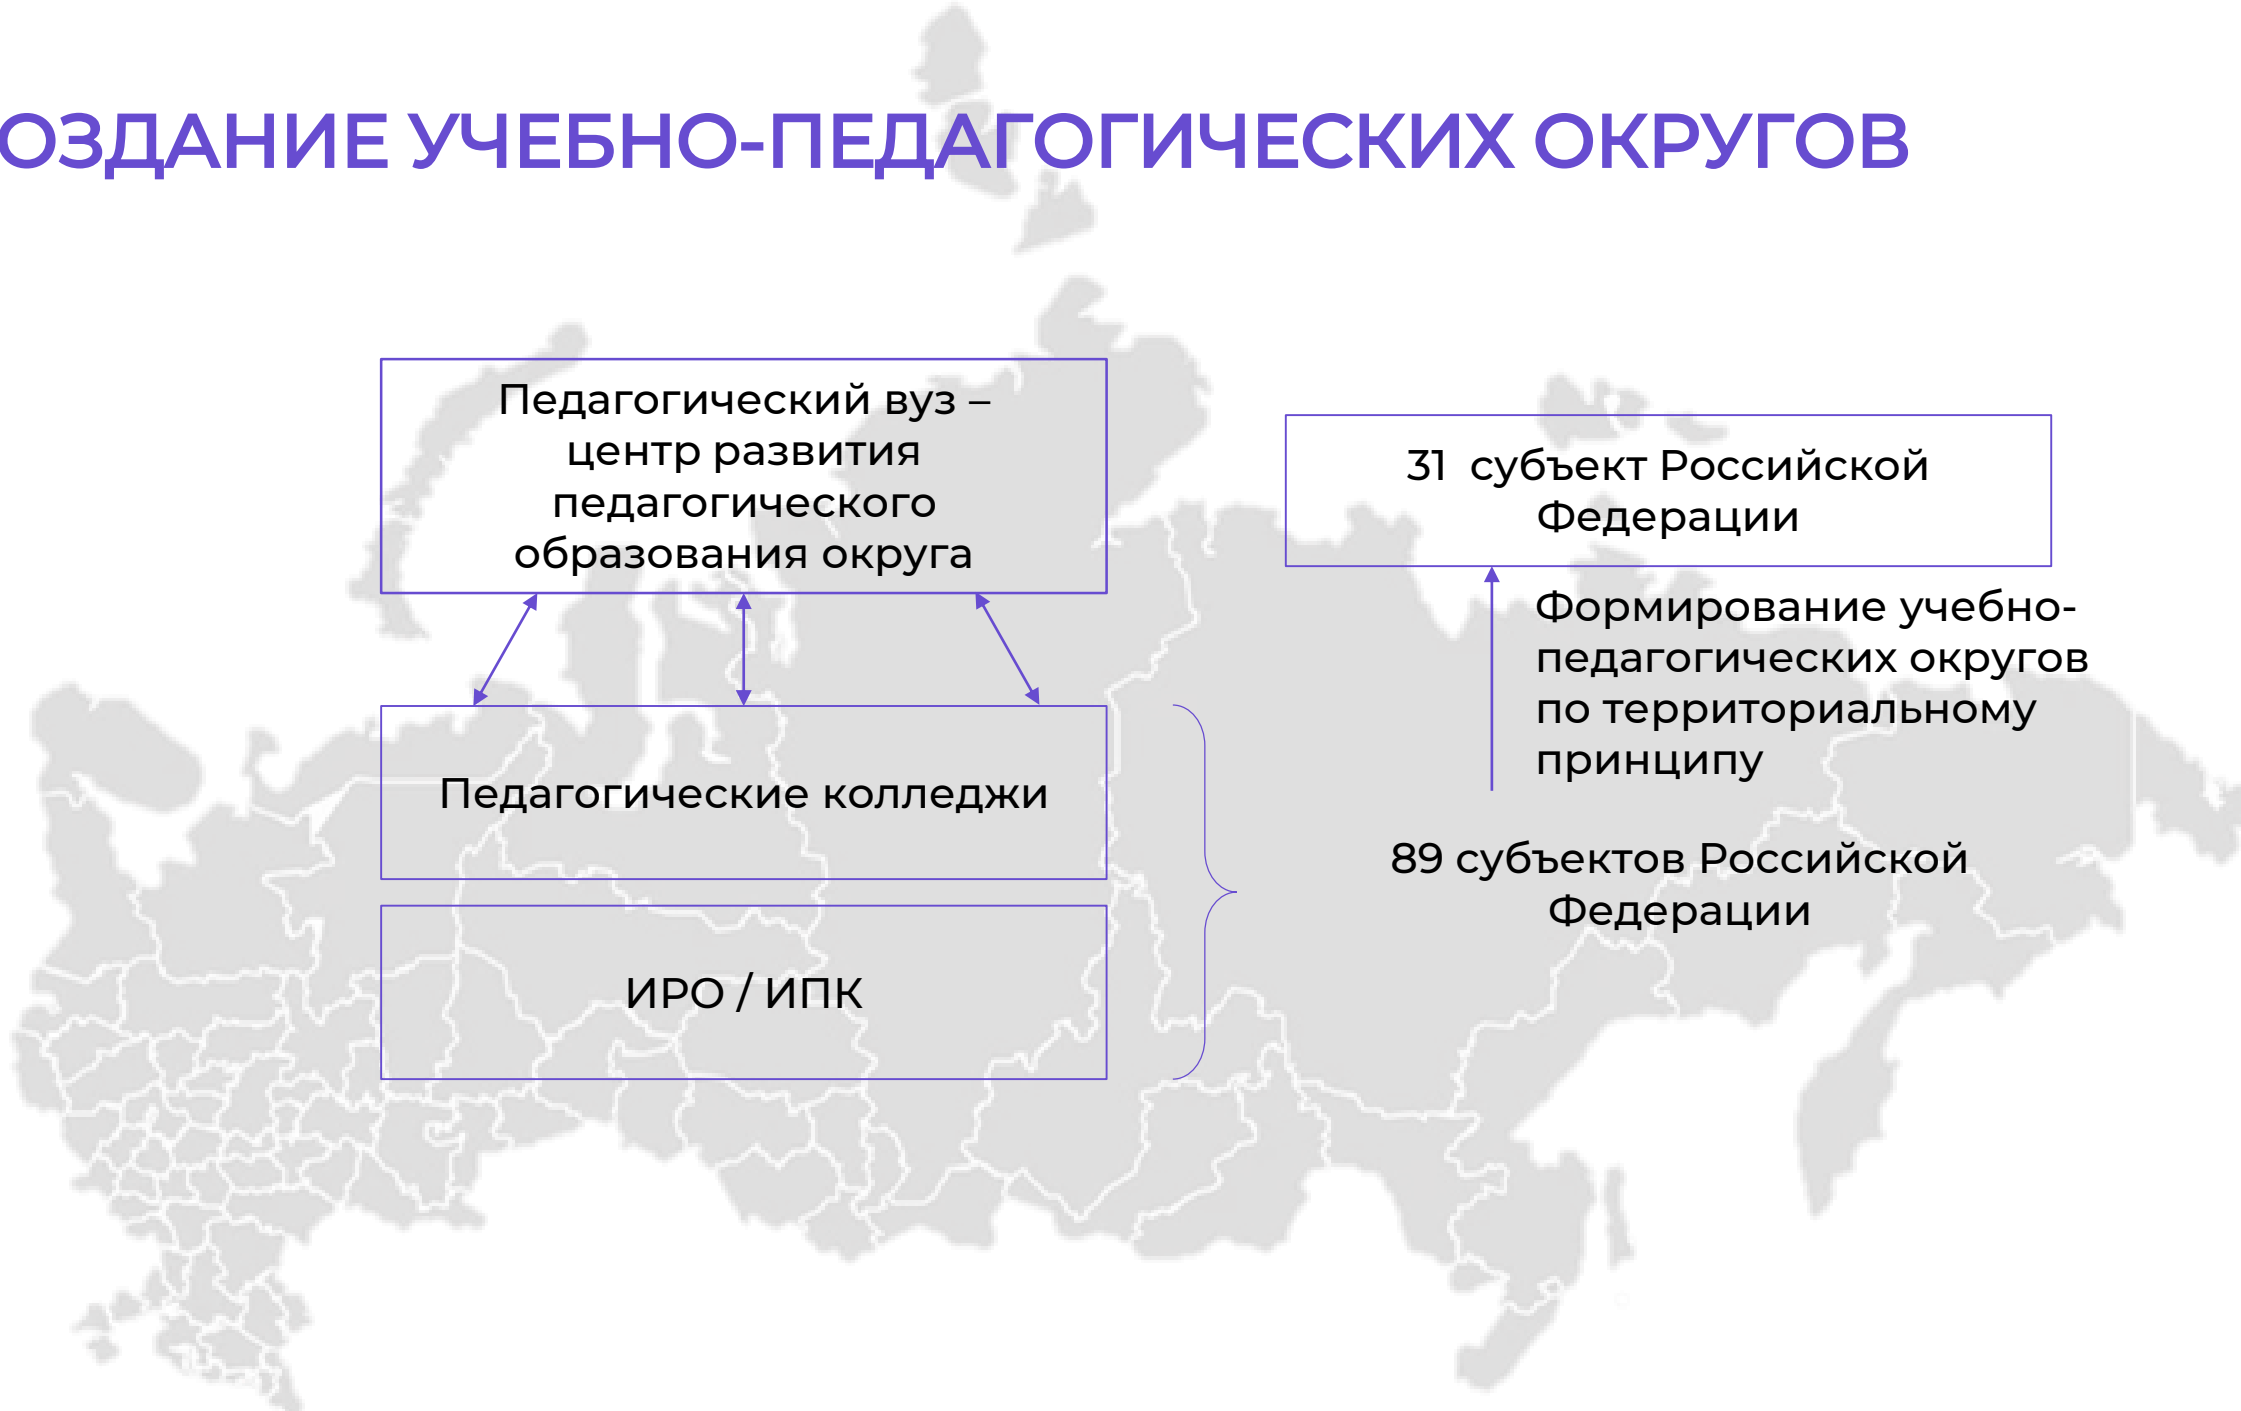 ОЗДАНИЕ УЧЕБНО-ПЕДАГОГИЧЕСКИХ ОКРУГОВ
Педагогический вуз –
центр развития
педагогического
образования округа
Педагогические колледжи
ИРО / ИПК
31 субъект Российской
Федерации
Формирование учебно-
педагогических округов
по территориальному
принципу
89 субъектов Российской
Федерации